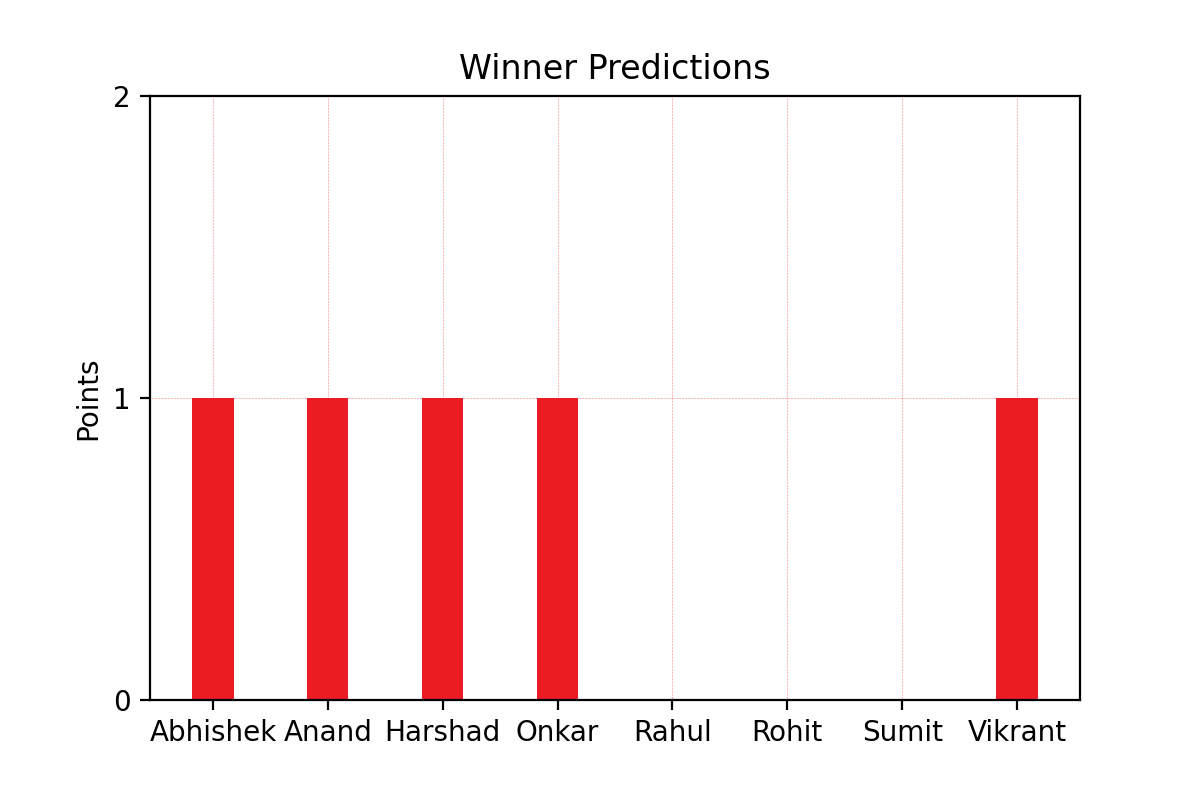 Winner Predictions
2
1
0
Points
Abhishek Anand Harshad Onkar Rahul Rohit Sumit Vikrant